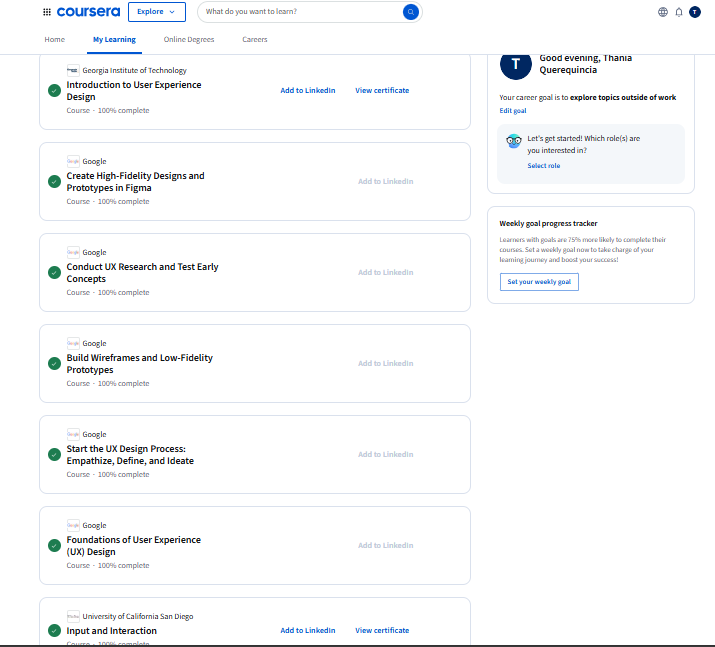 coursera
Explore
What do you want to learn?
T
Home
My Learning
Online Degrees
Careers
Georgia Institute of Technology
Introduction to User Experience
Design
Course · 100% complete
Add to LinkedIn
View certificate
Google
Create High-Fidelity Designs and
Prototypes in Figma
Course · 100% complete
Add to LinkedIn
Google
Conduct UX Research and Test Early
Concepts
Course · 100% complete
Add to LinkedIn
Google
Build Wireframes and Low-Fidelity
Prototypes
Course · 100% complete
Add to LinkedIn
Google
Start the UX Design Process:
Empathize, Define, and Ideate
Course · 100% complete
Add to LinkedIn
Google
Foundations of User Experience
(UX) Design
Course · 100% complete
Add to LinkedIn
University of California San Diego
Input and Interaction
Course · 100% complete
Add to LinkedIn
View certificate
T
Good evening, Thania
Querequincia
Your career goal is to explore topics outside of work
Edit goal
Let's get started! Which role(s) are
you interested in?
Select role
Weekly goal progress tracker
Learners with goals are 75% more likely to complete their
courses. Set a weekly goal now to take charge of your
learning journey and boost your success!
Set your weekly goal